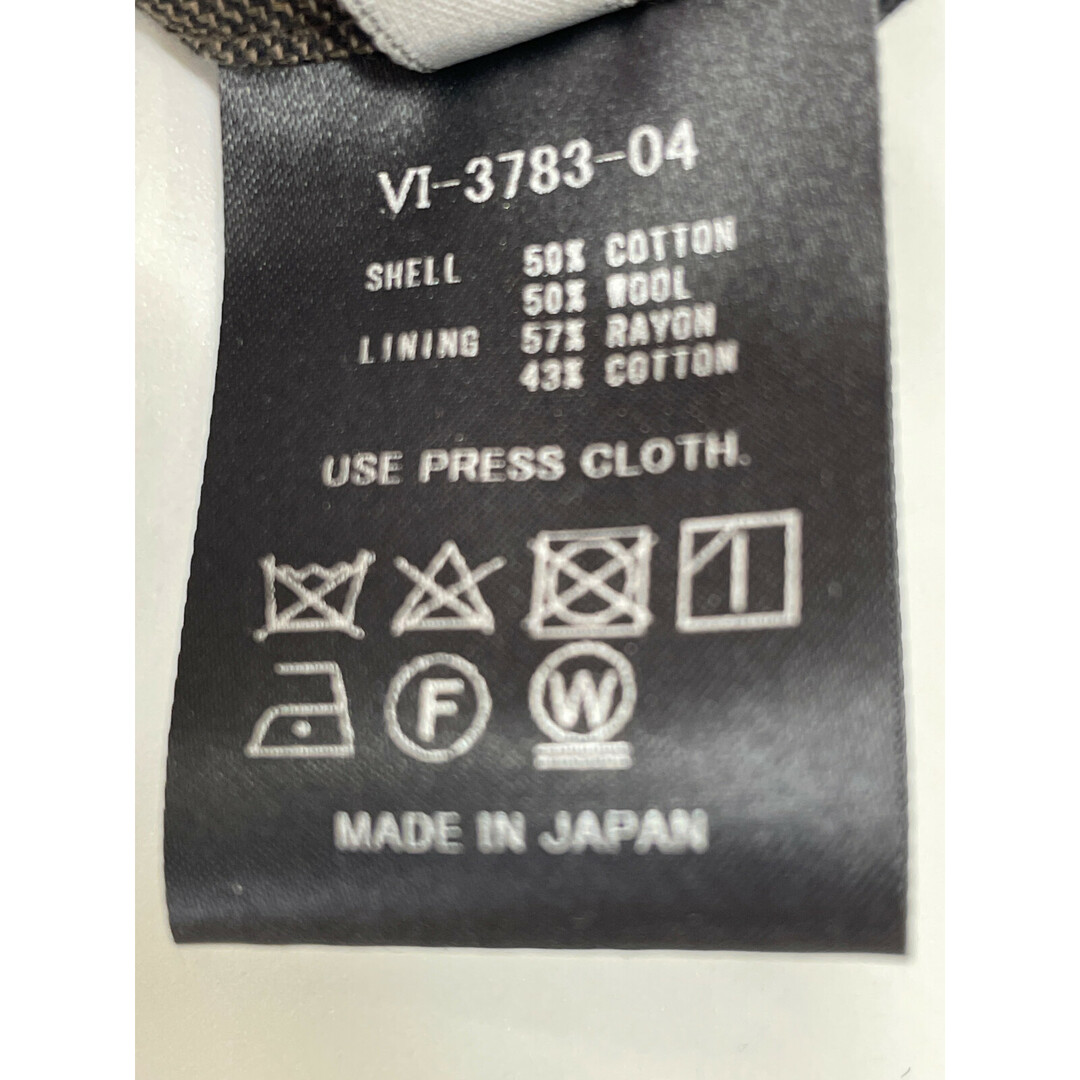 VI-3783-04
SHELL 50% COTTON
50% WOOL
LINING 57% RAYON
43% COTTON
USE PRESS CLOTH.
F W
MADE IN JAPAN